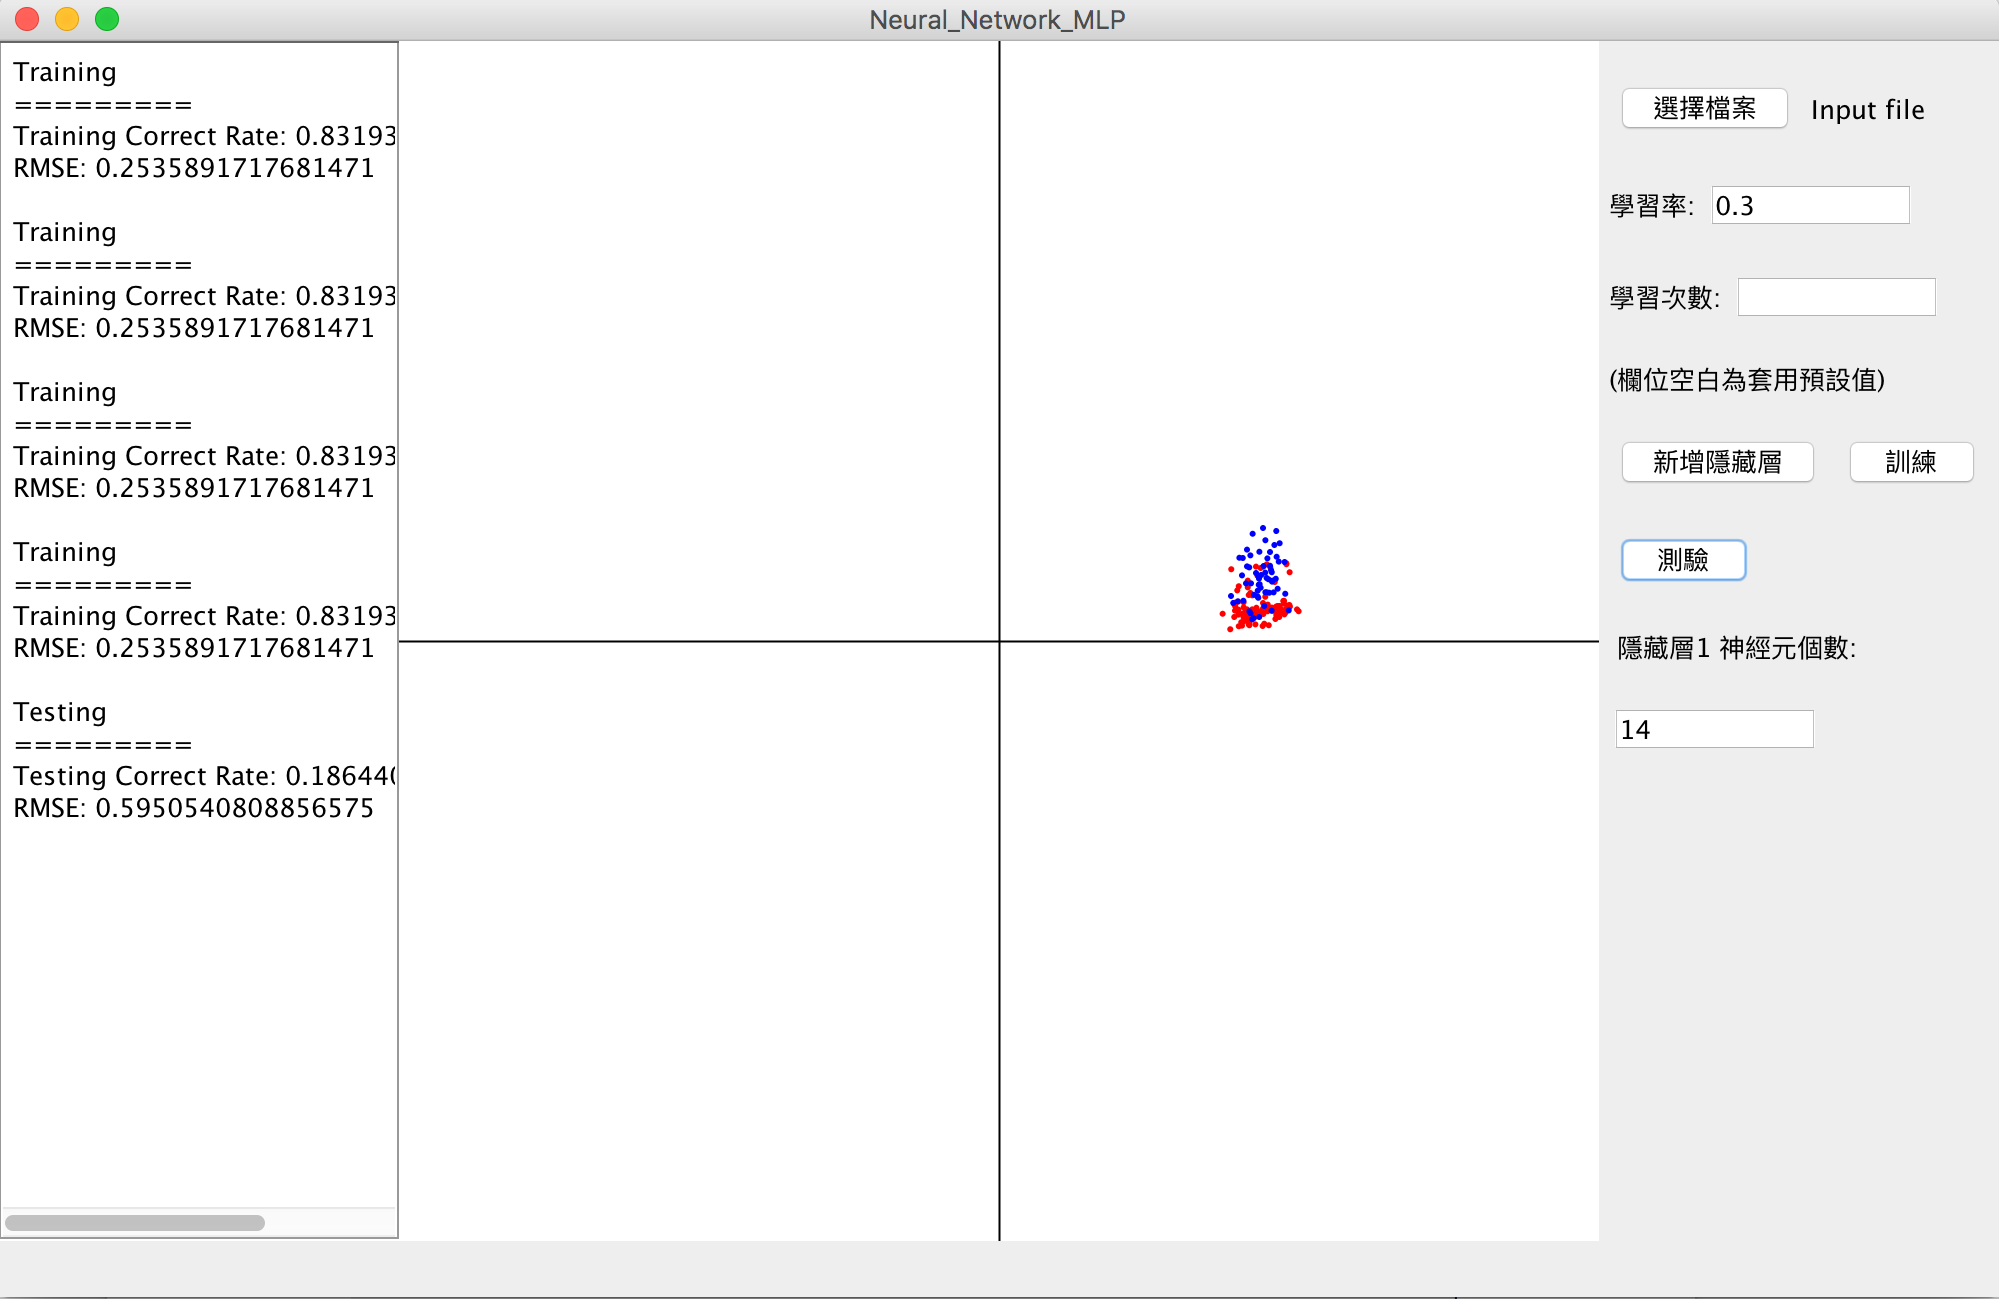 Neural_Network_MLP
Training
=========
Training Correct Rate: 0.83193
RMSE: 0.2535891717681471
Training
=========
Training Correct Rate: 0.83193
RMSE: 0.2535891717681471
Training
=========
Training Correct Rate: 0.83193
RMSE: 0.2535891717681471
Training
=========
Training Correct Rate: 0.83193
RMSE: 0.2535891717681471
Testing
=========
Testing Correct Rate: 0.186440
RMSE: 0.5950540808856575
選擇檔案 Input file
學習率: 0.3
學習次數:
(欄位空白為套用預設值)
新增隱藏層 訓練
測驗
隱藏層1 神經元個數:
14